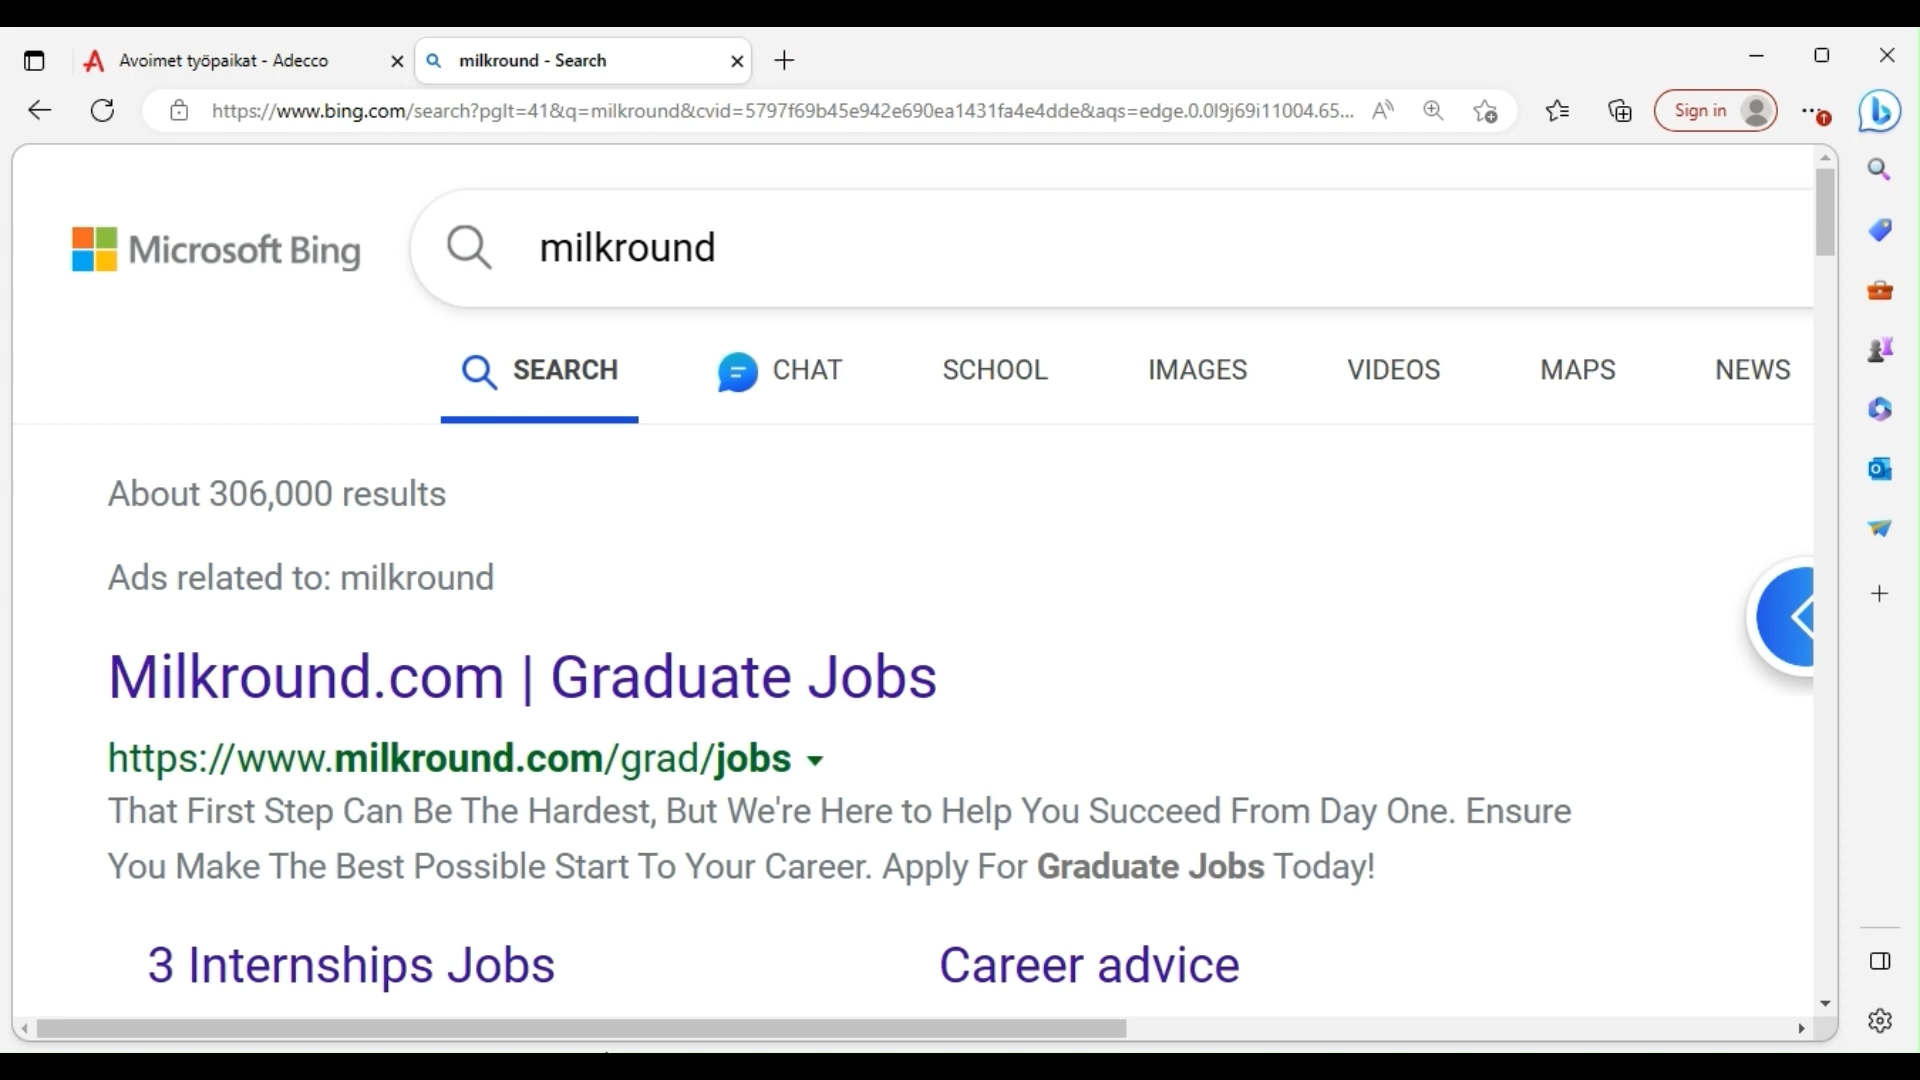 Avoimet työpaikat - Adecco
milkround - Search
https://www.bing.com/search?pglt=41&q=milkround&cvid=5797f69b45e942e690ea1431fa4e4dde&aqs=edge.0.0l9j69i11004.65...
Sign in
Microsoft Bing
milkround
SEARCH CHAT SCHOOL IMAGES VIDEOS MAPS NEWS
About 306,000 results
Ads related to: milkround
Milkround.com | Graduate Jobs
https://www.milkround.com/grad/jobs
That First Step Can Be The Hardest, But We're Here to Help You Succeed From Day One. Ensure
You Make The Best Possible Start To Your Career. Apply For Graduate Jobs Today!
3 Internships Jobs Career advice